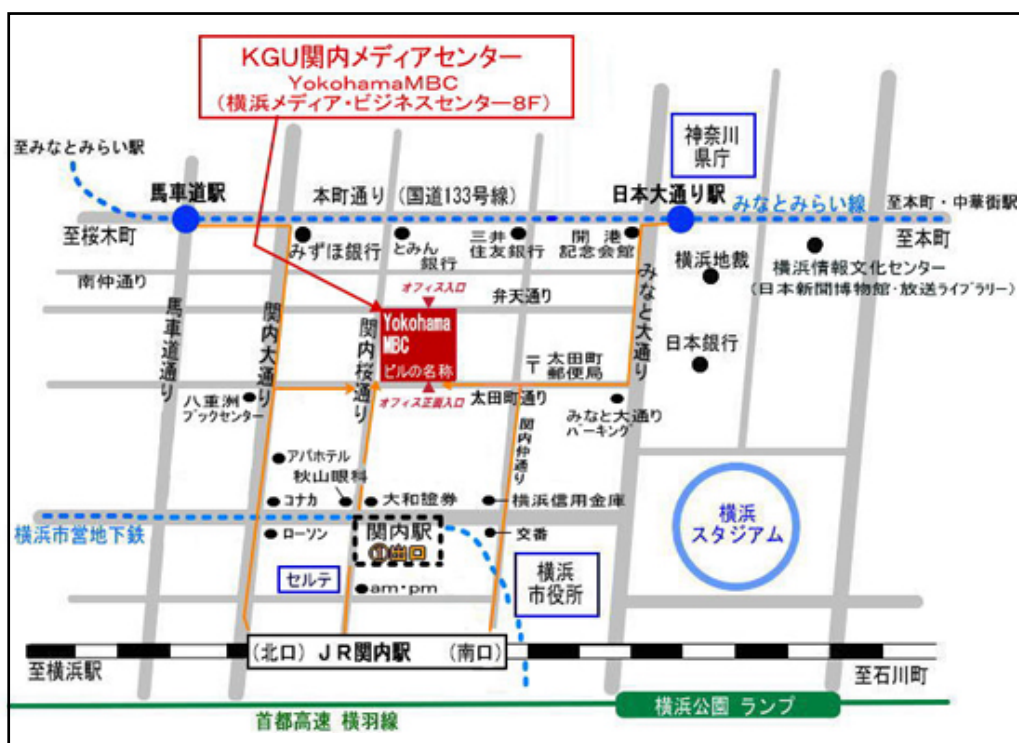 KGU関内メディアセンター
YokohamaMBC
(横浜メディア・ビジネスセンター8F)
神奈川
県庁
至みなとみらい駅
馬車道駅
本町通り(国道133号線)
日本大通り駅
みなとみらい線
至本町・中華街駅
至桜木町
至本町
みずほ銀行
とみん
銀行
三井
住友銀行
開港
記念会館
横浜地裁
横浜情報文化センター
(日本新聞博物館・放送ライブラリー)
南仲通り
オフィス入口
弁天通り
馬車道通り
関内大通り
関内桜通り
みなと大通り
Yokohama
MBC
ビルの名称
〒太田町
郵便局
日本銀行
オフィス正面入口
太田町通り
八重洲
ブックセンター
みなと大通り
パーキング
関内仲通り
アパホテル
秋山眼科
コナカ
大和證券
横浜信用金庫
横浜
スタジアム
横浜市営地下鉄
ローソン
関内駅
出口
交番
セルテ
am・pm
横浜
市役所
(北口) JR関内駅 (南口)
至横浜駅
至石川町
首都高速 横羽線
横浜公園 ランプ